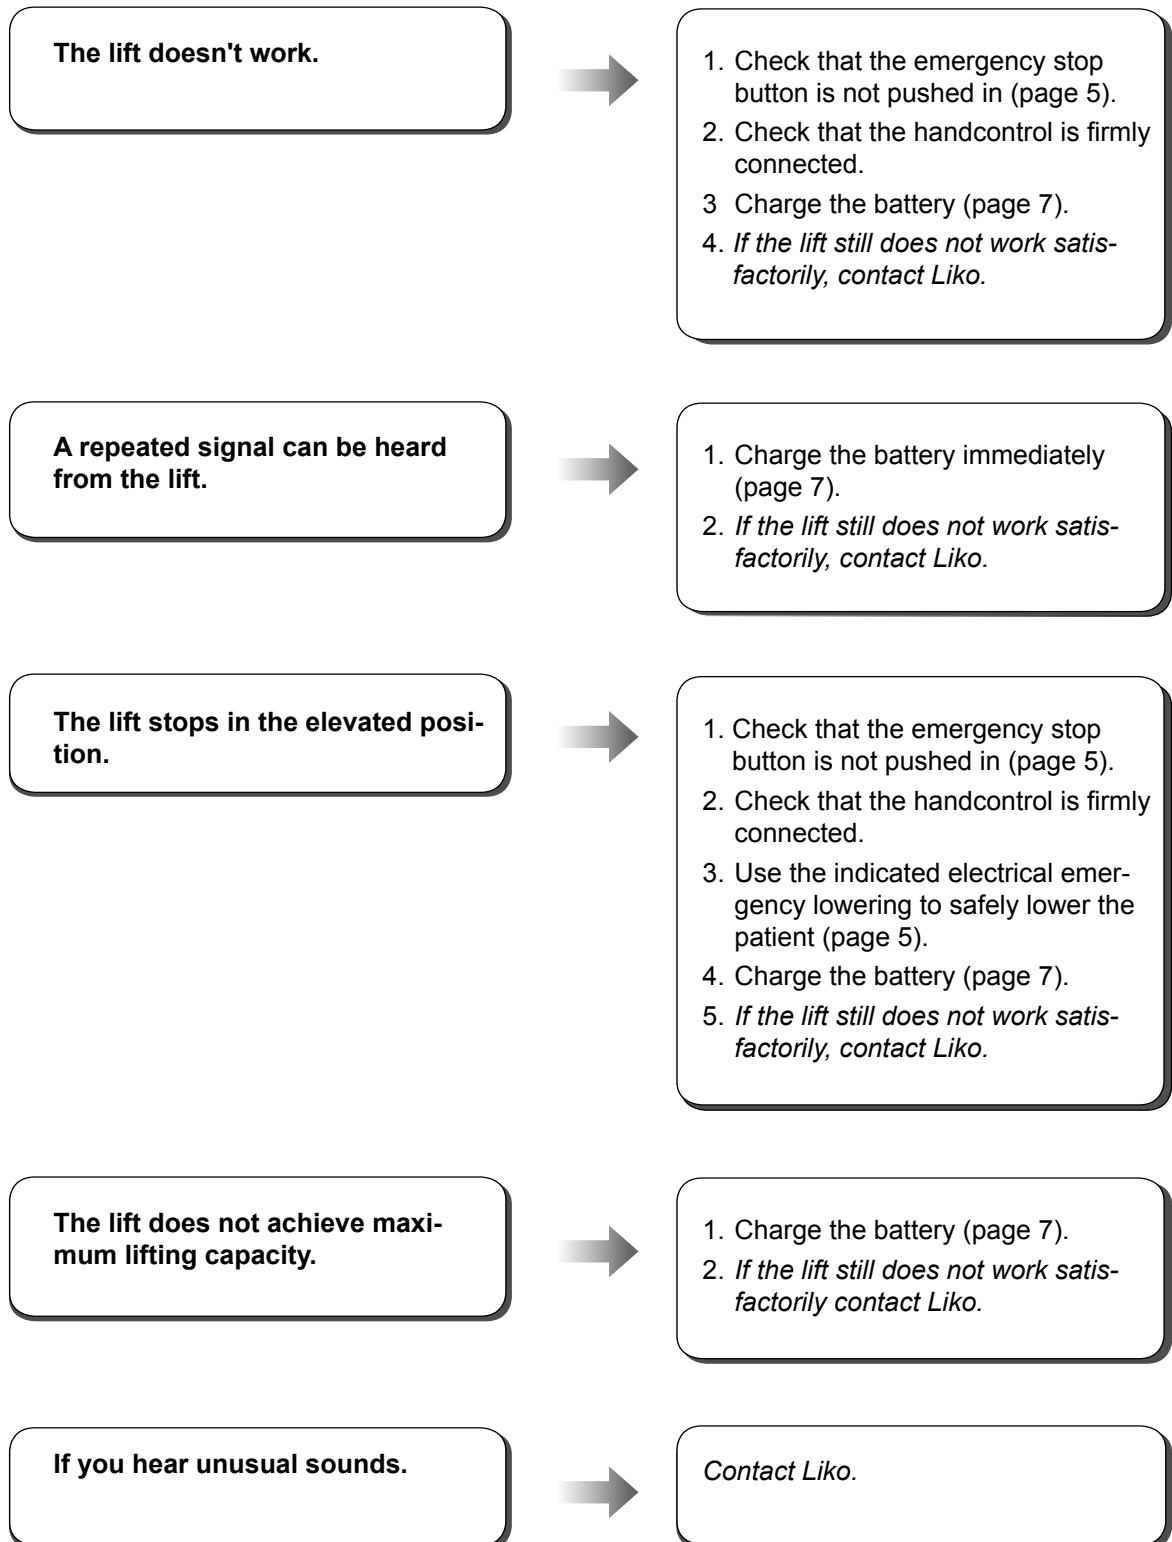 The lift doesn't work.
1. Check that the emergency stop
button is not pushed in (page 5).
2. Check that the handcontrol is firmly
connected.
3 Charge the battery (page 7).
4. If the lift still does not work satis-
factorily, contact Liko.
A repeated signal can be heard
from the lift.
1. Charge the battery immediately
(page 7).
2. If the lift still does not work satis-
factorily, contact Liko.
The lift stops in the elevated posi-
tion.
1. Check that the emergency stop
button is not pushed in (page 5).
2. Check that the handcontrol is firmly
connected.
3. Use the indicated electrical emer-
gency lowering to safely lower the
patient (page 5).
4. Charge the battery (page 7).
5. If the lift still does not work satis-
factorily, contact Liko.
The lift does not achieve maxi-
mum lifting capacity.
1. Charge the battery (page 7).
2. If the lift still does not work satis-
factorily contact Liko.
If you hear unusual sounds.
Contact Liko.